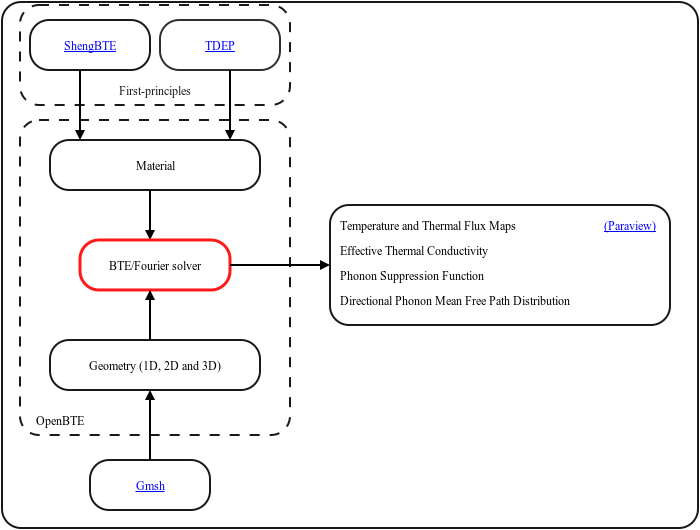 ShengBTE
TDEP
First-principles
Material
BTE/Fourier solver
Geometry (1D, 2D and 3D)
OpenBTE
Gmsh
Temperature and Thermal Flux Maps (Paraview)
Effective Thermal Conductivity
Phonon Suppression Function
Directional Phonon Mean Free Path Distribution